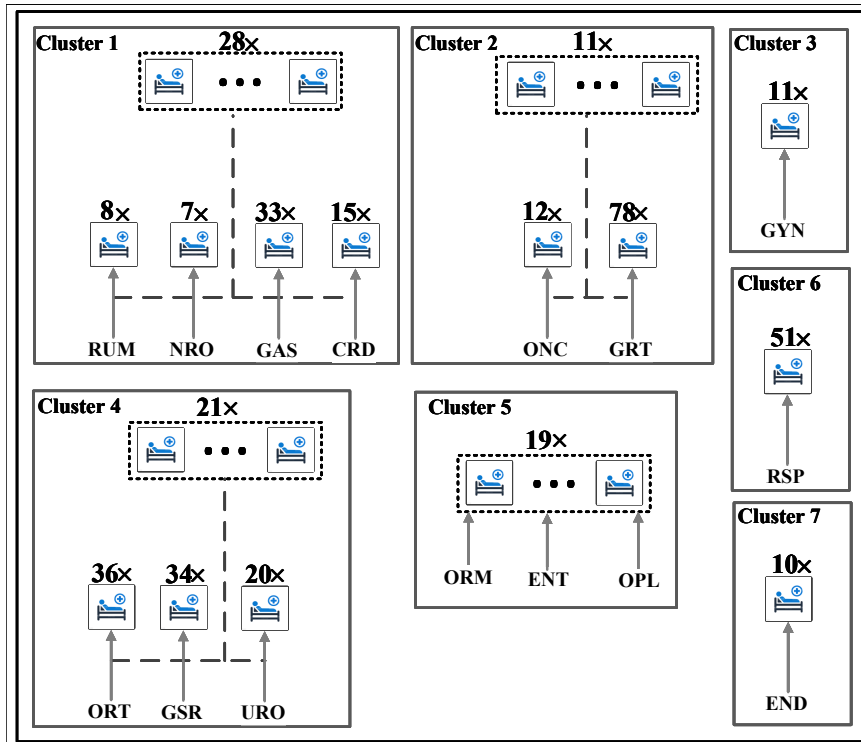 Cluster 1
28×
8×
7×
33×
15×
RUM
NRO
GAS
CRD
Cluster 2
11×
12×
78×
ONC
GRT
Cluster 3
11×
GYN
Cluster 4
21×
36×
34×
20×
ORT
GSR
URO
Cluster 5
19×
ORM
ENT
OPL
Cluster 6
51×
RSP
Cluster 7
10×
END